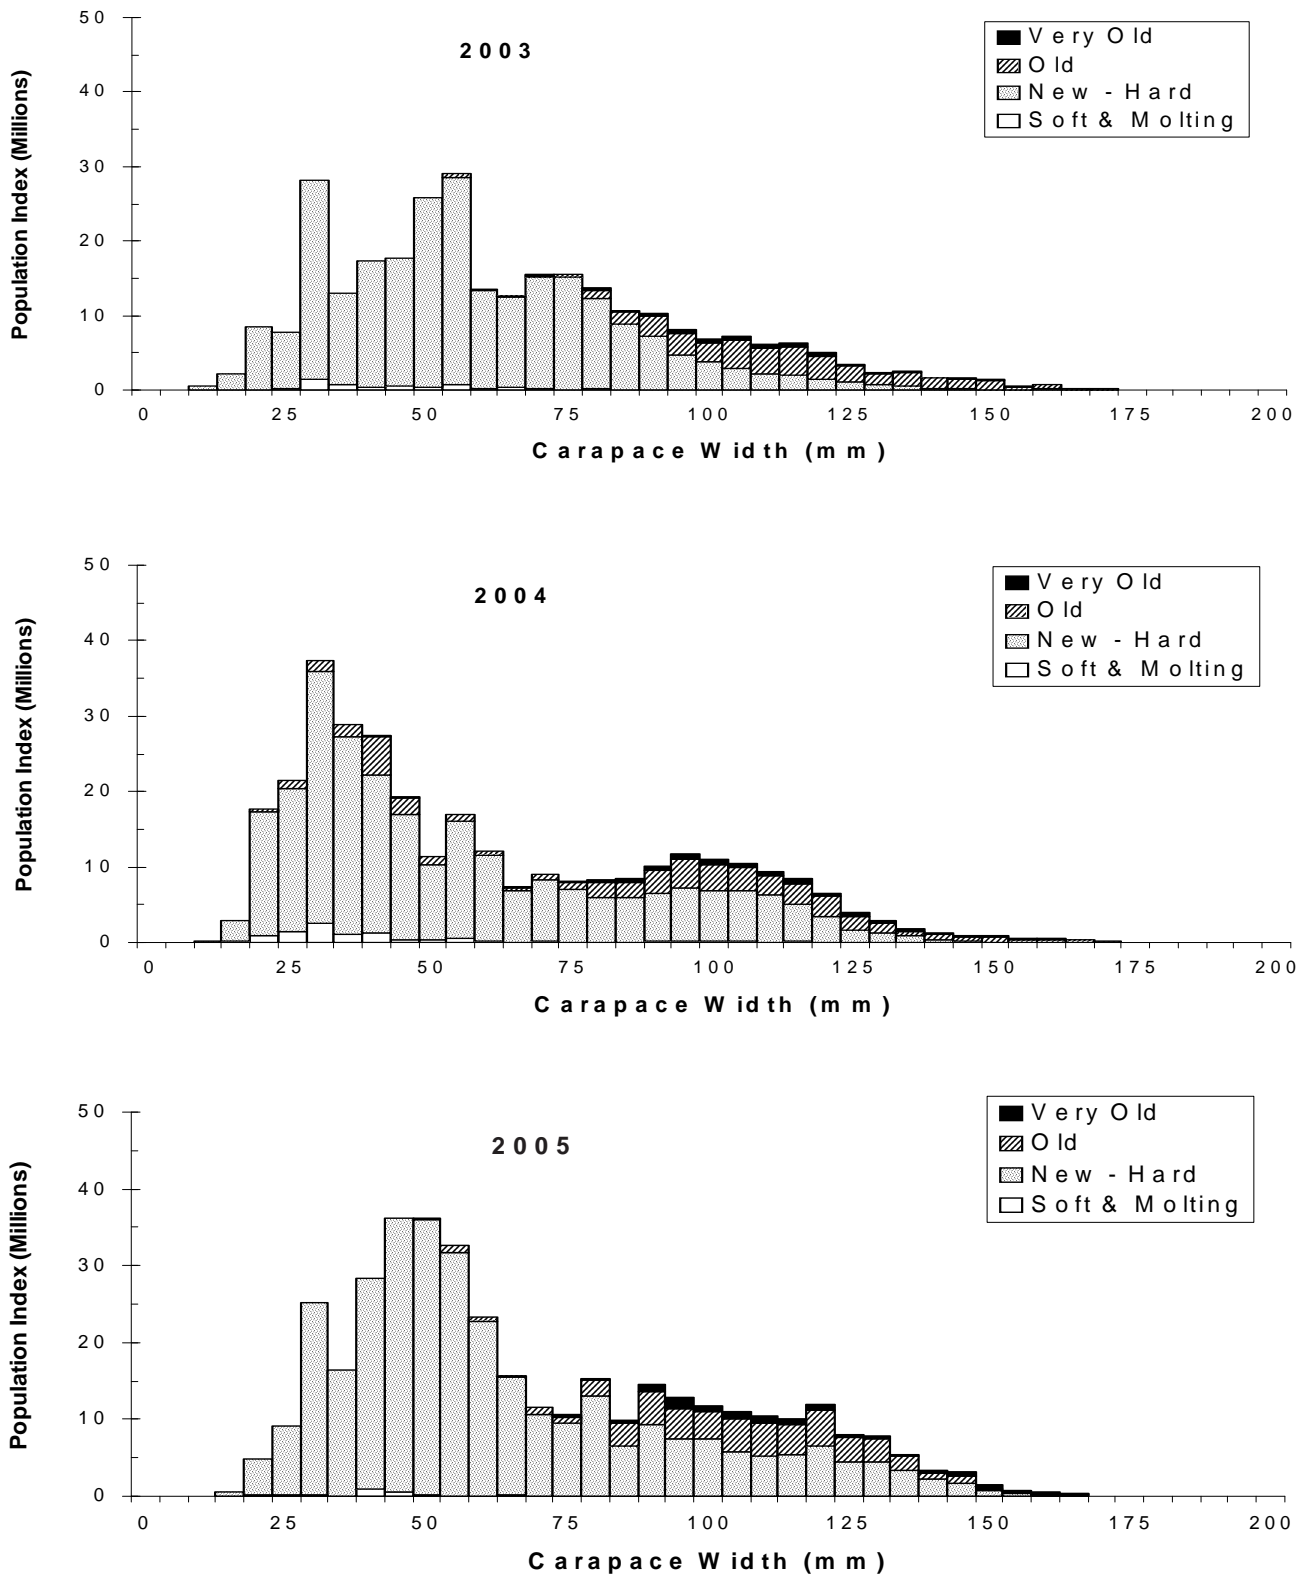 50
40
30
20
10
0
Population Index (Millions)
2003
Very Old
Old
New - Hard
Soft & Molting
0 25 50 75 100 125 150 175 200
Carapace Width (mm)
50
40
30
20
10
0
Population Index (Millions)
2004
Very Old
Old
New - Hard
Soft & Molting
0 25 50 75 100 125 150 175 200
Carapace Width (mm)
50
40
30
20
10
0
Population Index (Millions)
2005
Very Old
Old
New - Hard
Soft & Molting
0 25 50 75 100 125 150 175 200
Carapace Width (mm)